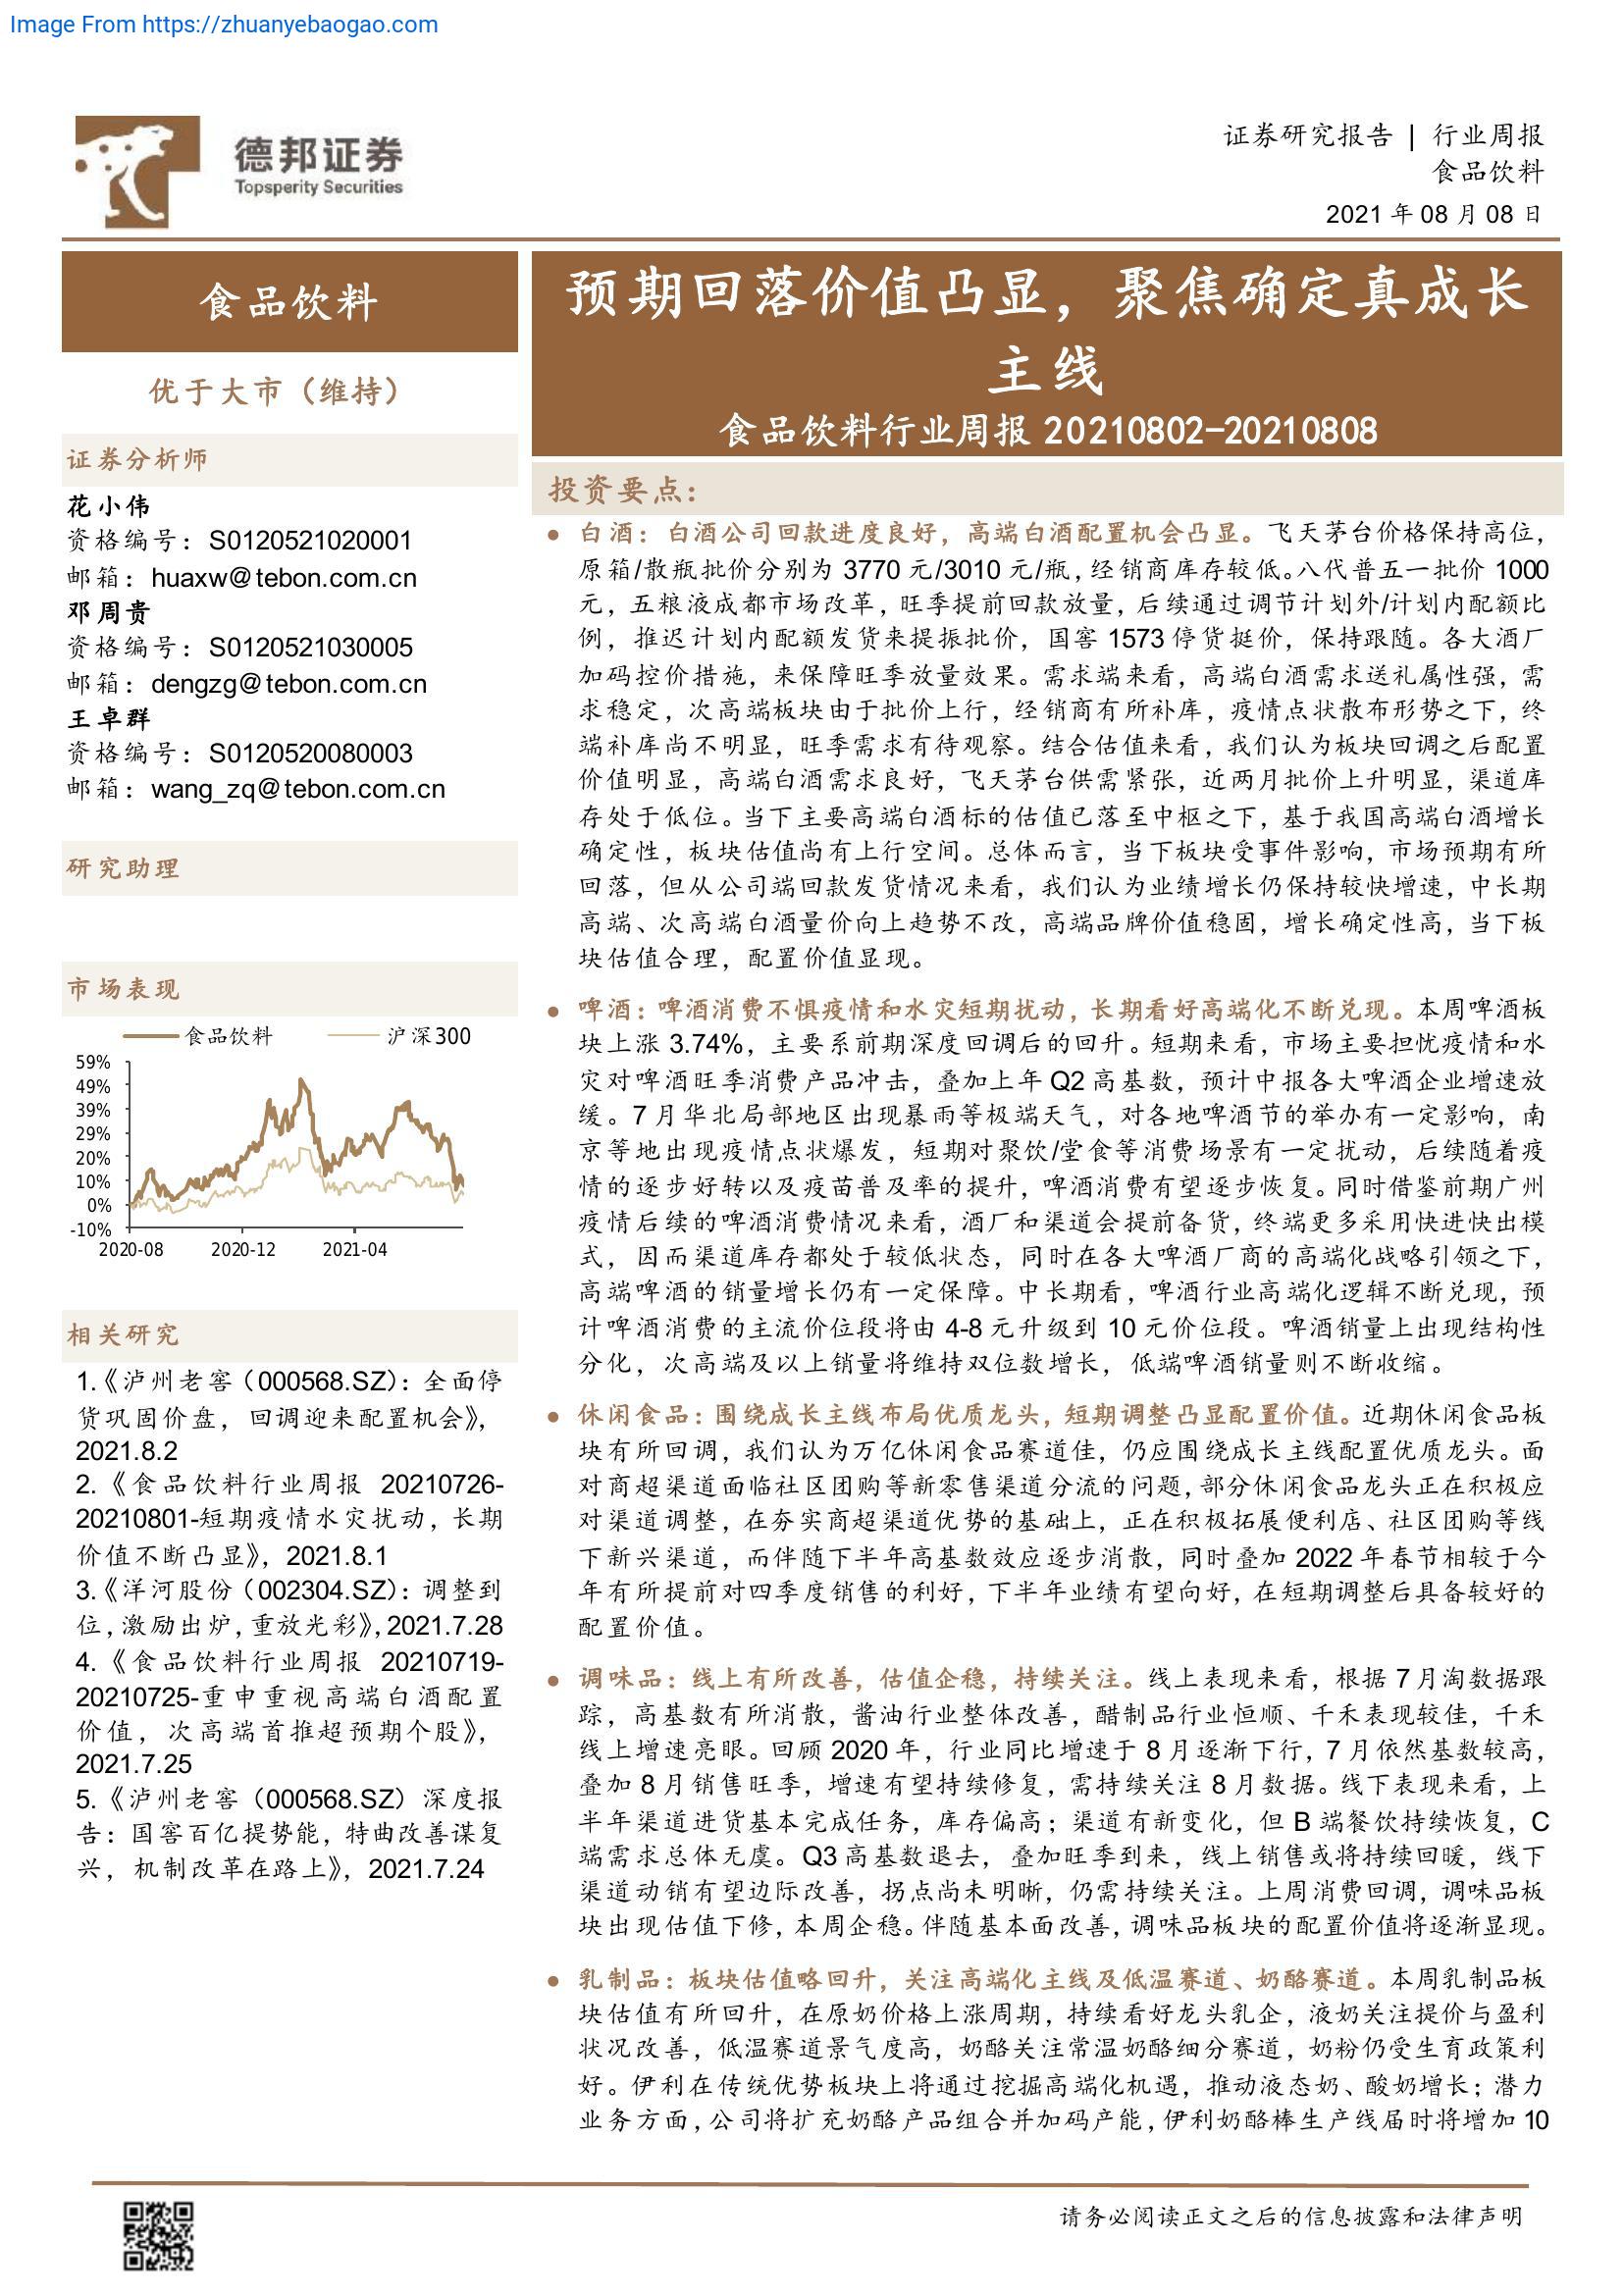 Image From https://zhuanyebaogao.com
德邦证券
Topsperity Securities
证券研究报告 | 行业周报
食品饮料
2021 年 08 月 08 日
食品饮料
优于大市（维持）
证券分析师
花小伟
资格编号：S0120521020001
邮箱：huaxw@tebon.com.cn
邓周贵
资格编号：S0120521030005
邮箱：dengzg@tebon.com.cn
王卓群
资格编号：S0120520080003
邮箱：wang_zq@tebon.com.cn
研究助理
市场表现
食品饮料 沪深300
59%
49%
39%
29%
20%
10%
0%
-10%
2020-08 2020-12 2021-04
相关研究
1.《泸州老窖（000568.SZ）：全面停
货巩固价盘，回调迎来配置机会》，
2021.8.2
2.《食品饮料行业周报 20210726-
20210801-短期疫情水灾扰动，长期
价值不断凸显》，2021.8.1
3.《洋河股份（002304.SZ）：调整到
位，激励出炉，重放光彩》，2021.7.28
4.《食品饮料行业周报 20210719-
20210725-重申重视高端白酒配置
价值，次高端首推超预期个股》，
2021.7.25
5.《泸州老窖（000568.SZ）深度报
告：国窖百亿提势能，特曲改善谋复
兴，机制改革在路上》，2021.7.24
预期回落价值凸显，聚焦确定真成长
主线
食品饮料行业周报 20210802-20210808
投资要点：
● 白酒：白酒公司回款进度良好，高端白酒配置机会凸显。飞天茅台价格保持高位，
原箱/散瓶批价分别为 3770 元/3010 元/瓶，经销商库存较低。八代普五一批价 1000
元，五粮液成都市场改革，旺季提前回款放量，后续通过调节计划外/计划内配额比
例，推迟计划内配额发货来提振批价，国窖 1573 停货挺价，保持跟随。各大酒厂
加码控价措施，来保障旺季放量效果。需求端来看，高端白酒需求送礼属性强，需
求稳定，次高端板块由于批价上行，经销商有所补库，疫情点状散布形势之下，终
端补库尚不明显，旺季需求有待观察。结合估值来看，我们认为板块回调之后配置
价值明显，高端白酒需求良好，飞天茅台供需紧张，近两月批价上升明显，渠道库
存处于低位。当下主要高端白酒标的估值已落至中枢之下，基于我国高端白酒增长
确定性，板块估值尚有上行空间。总体而言，当下板块受事件影响，市场预期有所
回落，但从公司端回款发货情况来看，我们认为业绩增长仍保持较快增速，中长期
高端、次高端白酒量价向上趋势不改，高端品牌价值稳固，增长确定性高，当下板
块估值合理，配置价值显现。
● 啤酒：啤酒消费不惧疫情和水灾短期扰动，长期看好高端化不断兑现。本周啤酒板
块上涨 3.74%，主要系前期深度回调后的回升。短期来看，市场主要担忧疫情和水
灾对啤酒旺季消费产品冲击，叠加上年 Q2 高基数，预计中报各大啤酒企业增速放
缓。7 月华北局部地区出现暴雨等极端天气，对各地啤酒节的举办有一定影响，南
京等地出现疫情点状爆发，短期对聚饮/堂食等消费场景有一定扰动，后续随着疫
情的逐步好转以及疫苗普及率的提升，啤酒消费有望逐步恢复。同时借鉴前期广州
疫情后续的啤酒消费情况来看，酒厂和渠道会提前备货，终端更多采用快进快出模
式，因而渠道库存都处于较低状态，同时在各大啤酒厂商的高端化战略引领之下，
高端啤酒的销量增长仍有一定保障。中长期看，啤酒行业高端化逻辑不断兑现，预
计啤酒消费的主流价位段将由 4-8 元升级到 10 元价位段。啤酒销量上出现结构性
分化，次高端及以上销量将维持双位数增长，低端啤酒销量则不断收缩。
● 休闲食品：围绕成长主线布局优质龙头，短期调整凸显配置价值。近期休闲食品板
块有所回调，我们认为万亿休闲食品赛道佳，仍应围绕成长主线配置优质龙头。面
对商超渠道面临社区团购等新零售渠道分流的问题，部分休闲食品龙头正在积极应
对渠道调整，在夯实商超渠道优势的基础上，正在积极拓展便利店、社区团购等线
下新兴渠道，而伴随下半年高基数效应逐步消散，同时叠加 2022 年春节相较于今
年有所提前对四季度销售的利好，下半年业绩有望向好，在短期调整后具备较好的
配置价值。
● 调味品：线上有所改善，估值企稳，持续关注。线上表现来看，根据 7 月淘数据跟
踪，高基数有所消散，酱油行业整体改善，醋制品行业恒顺、千禾表现较佳，千禾
线上增速亮眼。回顾 2020 年，行业同比增速于 8 月逐渐下行，7 月依然基数较高，
叠加 8 月销售旺季，增速有望持续修复，需持续关注 8 月数据。线下表现来看，上
半年渠道进货基本完成任务，库存偏高；渠道有新变化，但 B 端餐饮持续恢复，C
端需求总体无虞。Q3 高基数退去，叠加旺季到来，线上销售或将持续回暖，线下
渠道动销有望边际改善，拐点尚未明晰，仍需持续关注。上周消费回调，调味品板
块出现估值下修，本周企稳。伴随基本面改善，调味品板块的配置价值将逐渐显现。
● 乳制品：板块估值略回升，关注高端化主线及低温赛道、奶酪赛道。本周乳制品板
块估值有所回升，在原奶价格上涨周期，持续看好龙头乳企，液奶关注提价与盈利
状况改善，低温赛道景气度高，奶酪关注常温奶酪细分赛道，奶粉仍受生育政策利
好。伊利在传统优势板块上将通过挖掘高端化机遇，推动液态奶、酸奶增长；潜力
业务方面，公司将扩充奶酪产品组合并加码产能，伊利奶酪棒生产线届时将增加 10
请务必阅读正文之后的信息披露和法律声明